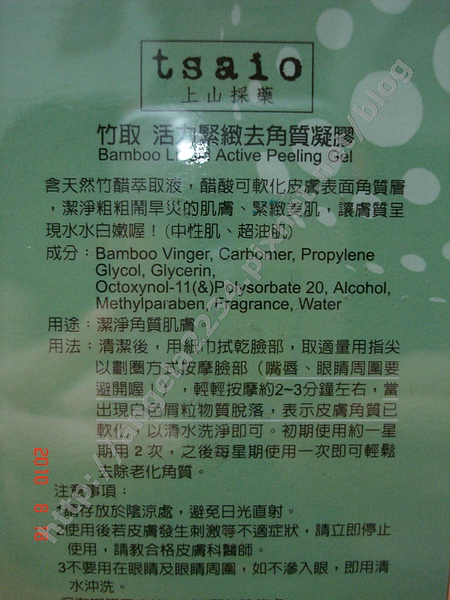 tsaio
上山採藥
竹取 活力緊緻去角質凝膠
Bamboo Active Peeling Gel
含天然竹醋萃取液，醋酸可軟化皮膚表面角質層
，潔淨粗粗鬧旱災的肌膚、緊緻美肌，讓膚質呈
現水水白嫩喔！(中性肌、超油肌)
成分：Bamboo Vinger, Carbomer, Propylene
Glycol, Glycerin,
Octoxynol-11(&)Polysorbate 20, Alcohol,
Methylparaben, Fragrance, Water
用途：潔淨角質肌膚
用法：清潔後，用紙巾拭乾臉部，取適量用指尖
以劃圈方式按摩臉部（嘴唇、眼睛周圍要
避開喔！），輕輕按摩約2~3分鐘左右，當
出現白色屑粒物質脫落，表示皮膚角質已
軟化，以清水洗淨即可。初期使用約一星
期用2次，之後每星期使用一次即可輕鬆
去除老化角質。
注意事項：
1請存放於陰涼處，避免日光直射。
2使用後若皮膚發生刺激等不適症狀，請立即停止
使用，請教合格皮膚科醫師。
3不要用在眼睛及眼睛周圍，如不滲入眼，即用清
水沖洗。
2010 6 16